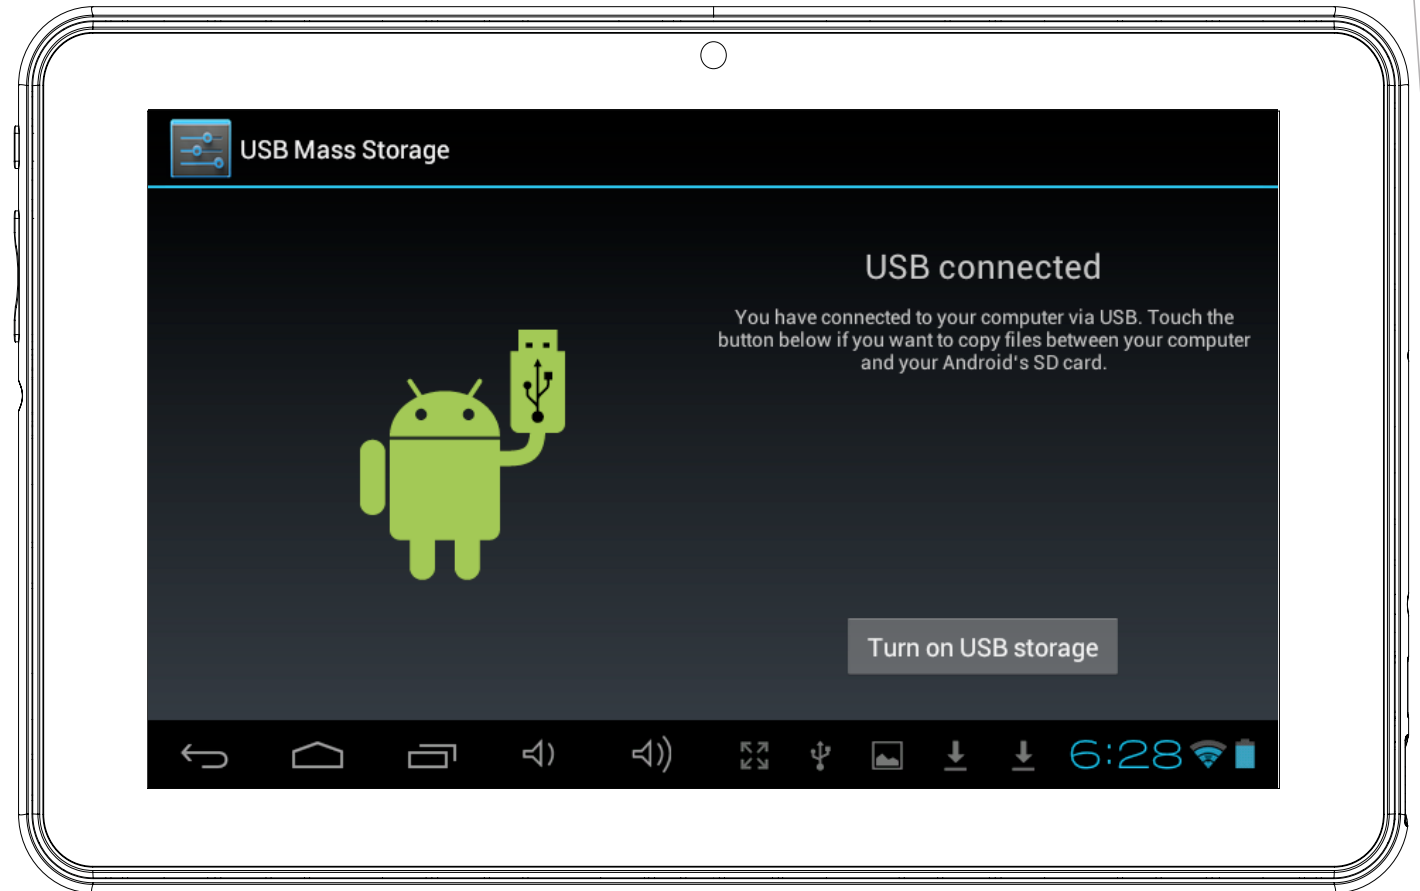 USB Mass Storage
USB connected
You have connected to your computer via USB. Touch the
button below if you want to copy files between your computer
and your Android's SD card.
Turn on USB storage
6:28